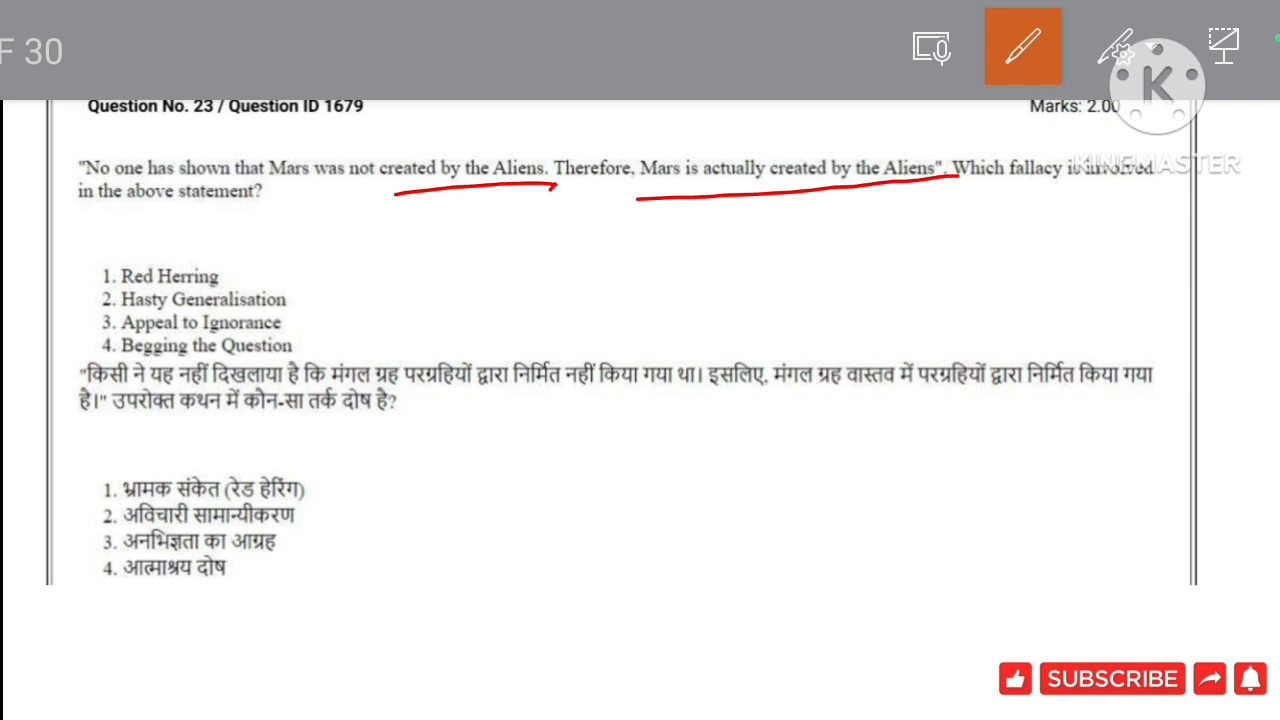 F 30
Question No. 23 / Question ID 1679
Marks: 2.00
K
KINEMASTER
"No one has shown that Mars was not created by the Aliens. Therefore, Mars is actually created by the Aliens". Which fallacy is involved
in the above statement?
1. Red Herring
2. Hasty Generalisation
3. Appeal to Ignorance
4. Begging the Question
"किसी ने यह नहीं दिखलाया है कि मंगल ग्रह परग्रहियों द्वारा निर्मित नहीं किया गया था। इसलिए, मंगल ग्रह वास्तव में परग्रहियों द्वारा निर्मित किया गया
है।" उपरोक्त कथन में कौन-सा तर्क दोष है?
1. भ्रामक संकेत (रेड हेरिंग)
2. अविचारी सामान्यीकरण
3. अनभिज्ञता का आग्रह
4. आत्माश्रय दोष
SUBSCRIBE